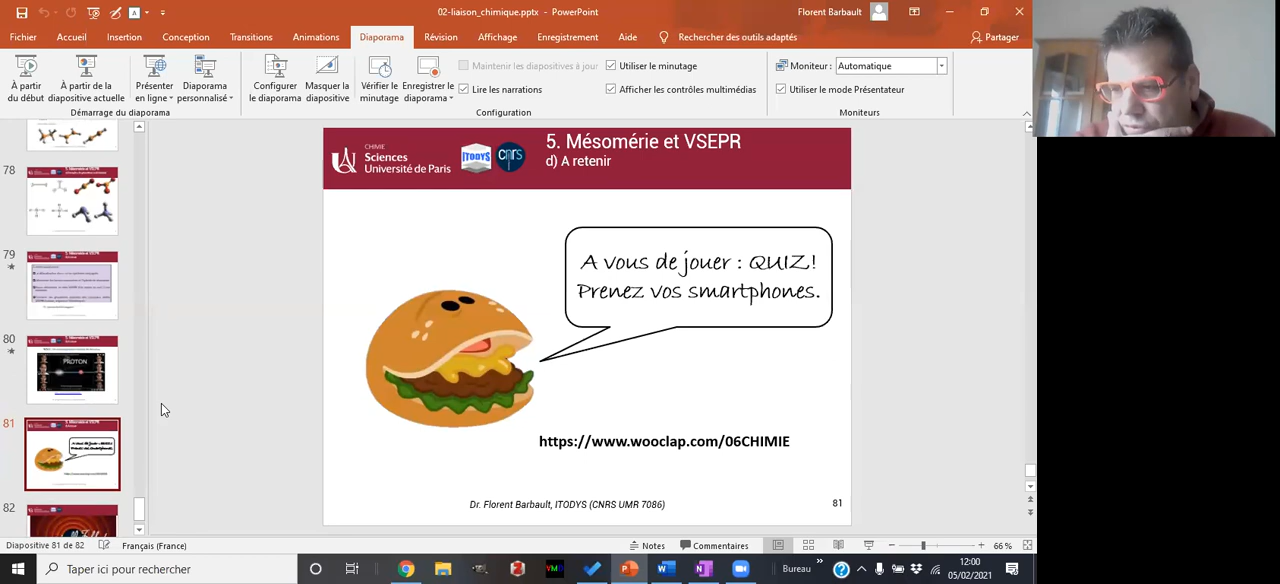 02-liaison_chimique.pptx - PowerPoint
Florent Barbault
Fichier Accueil Insertion Conception Transitions Animations Diaporama Révision Affichage Enregistrement Aide Rechercher des outils adaptés Partager
À partir du début
À partir de la diapositive actuelle
Présenter en ligne
Diaporama personnalisé
Démarrage du diaporama
Configurer le diaporama
Masquer la diapositive
Vérifier le minutage
Enregistrer le diaporama
Maintenir les diapositives à jour
Lire les narrations
Utiliser le minutage
Afficher les contrôles multimédias
Configuration
Moniteur : Automatique
Utiliser le mode Présentateur
Moniteurs
78
79
80
PROTON
81
82
CHIMIE
Sciences
Université de Paris
ITODYS
cnrs
5. Mésomérie et VSEPR
d) A retenir
A vous de jouer : QUIZ!
Prenez vos smartphones.
https://www.wooclap.com/06CHIMIE
Dr. Florent Barbault, ITODYS (CNRS UMR 7086)
81
Diapositive 81 de 82
Français (France)
Notes
Commentaires
66 %
Taper ici pour rechercher
Bureau
12:00
05/02/2021